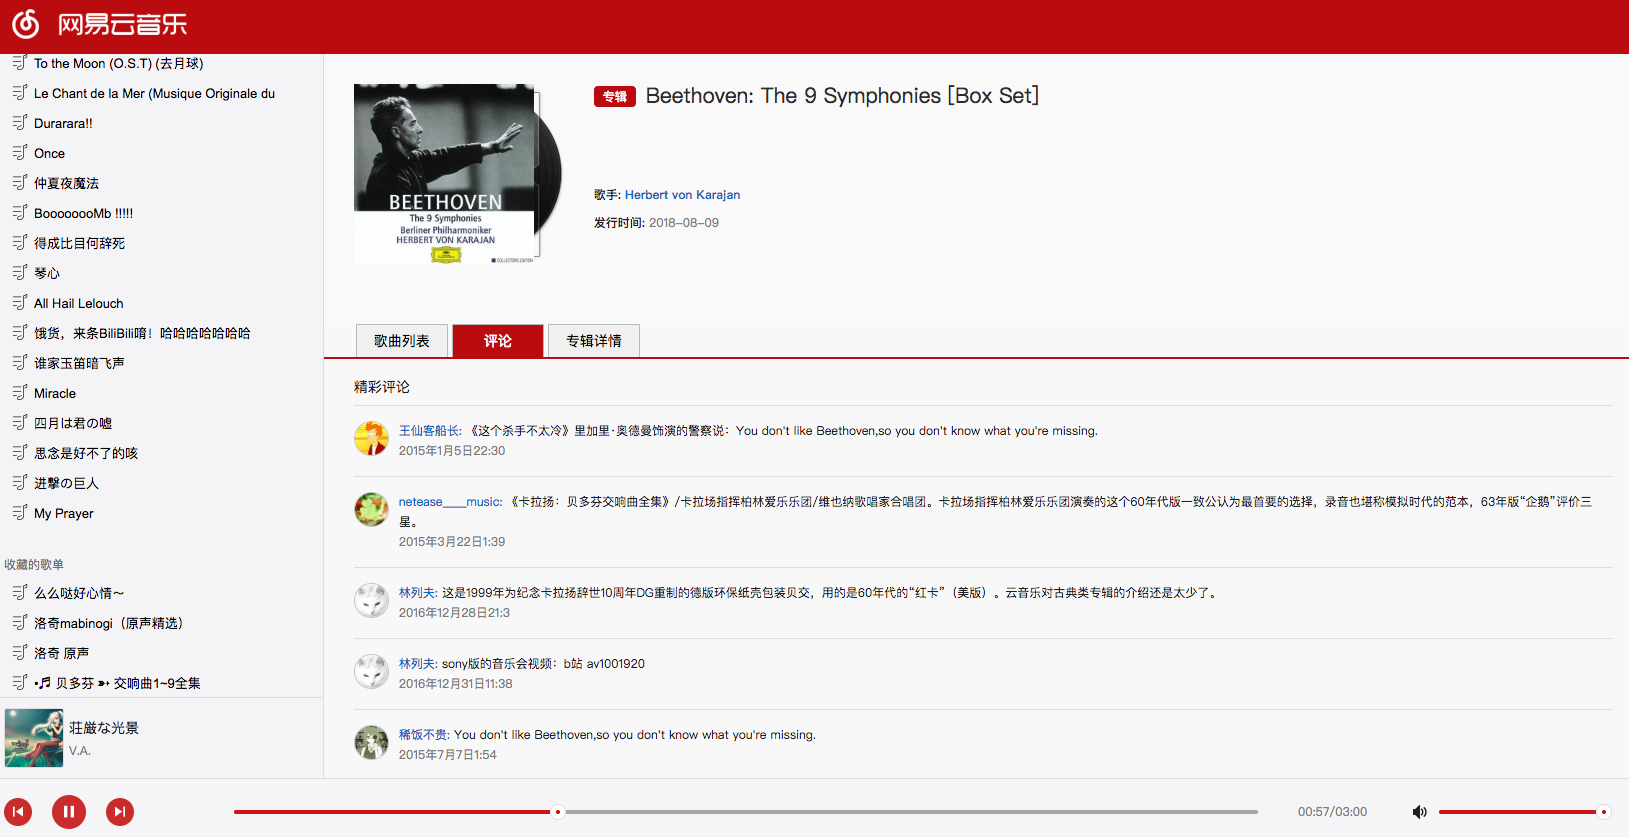 网易云音乐
To the Moon (O.S.T) (去月球)
Le Chant de la Mer (Musique Originale du
Durarara!!
Once
仲夏夜魔法
BoooooooMb !!!!!
得成比目何辞死
琴心
All Hail Lelouch
饿货，来条BiliBili唷！哈哈哈哈哈哈哈
谁家玉笛暗飞声
Miracle
四月は君の嘘
思念是好不了的咳
进撃の巨人
My Prayer
收藏的歌单
么么哒好心情～
洛奇mabinogi（原声精选）
洛奇 原声
•♬ 贝多芬 ➳ 交响曲1~9全集
荘厳な光景
V.A.
BEETHOVEN
The 9 Symphonies
Berliner Philharmoniker
HERBERT VON KARAJAN
COLLECTORS EDITION
专辑 Beethoven: The 9 Symphonies [Box Set]
歌手: Herbert von Karajan
发行时间: 2018-08-09
歌曲列表 评论 专辑详情
精彩评论
王仙客船长: 《这个杀手不太冷》里加里·奥德曼饰演的警察说：You don't like Beethoven,so you don't know what you're missing.
2015年1月5日22:30
netease___music: 《卡拉扬：贝多芬交响曲全集》/卡拉扬指挥柏林爱乐乐团/维也纳歌唱家合唱团。卡拉扬指挥柏林爱乐乐团演奏的这个60年代版一致公认为最首要的选择，录音也堪称模拟时代的范本，63年版“企鹅”评价三
星。
2015年3月22日1:39
林列夫: 这是1999年为纪念卡拉扬辞世10周年DG重制的德版环保纸壳包装贝交，用的是60年代的“红卡”（美版）。云音乐对古典类专辑的介绍还是太少了。
2016年12月28日21:3
林列夫: sony版的音乐会视频：b站 av1001920
2016年12月31日11:38
稀饭不贵: You don't like Beethoven,so you don't know what you're missing.
2015年7月7日1:54
00:57/03:00